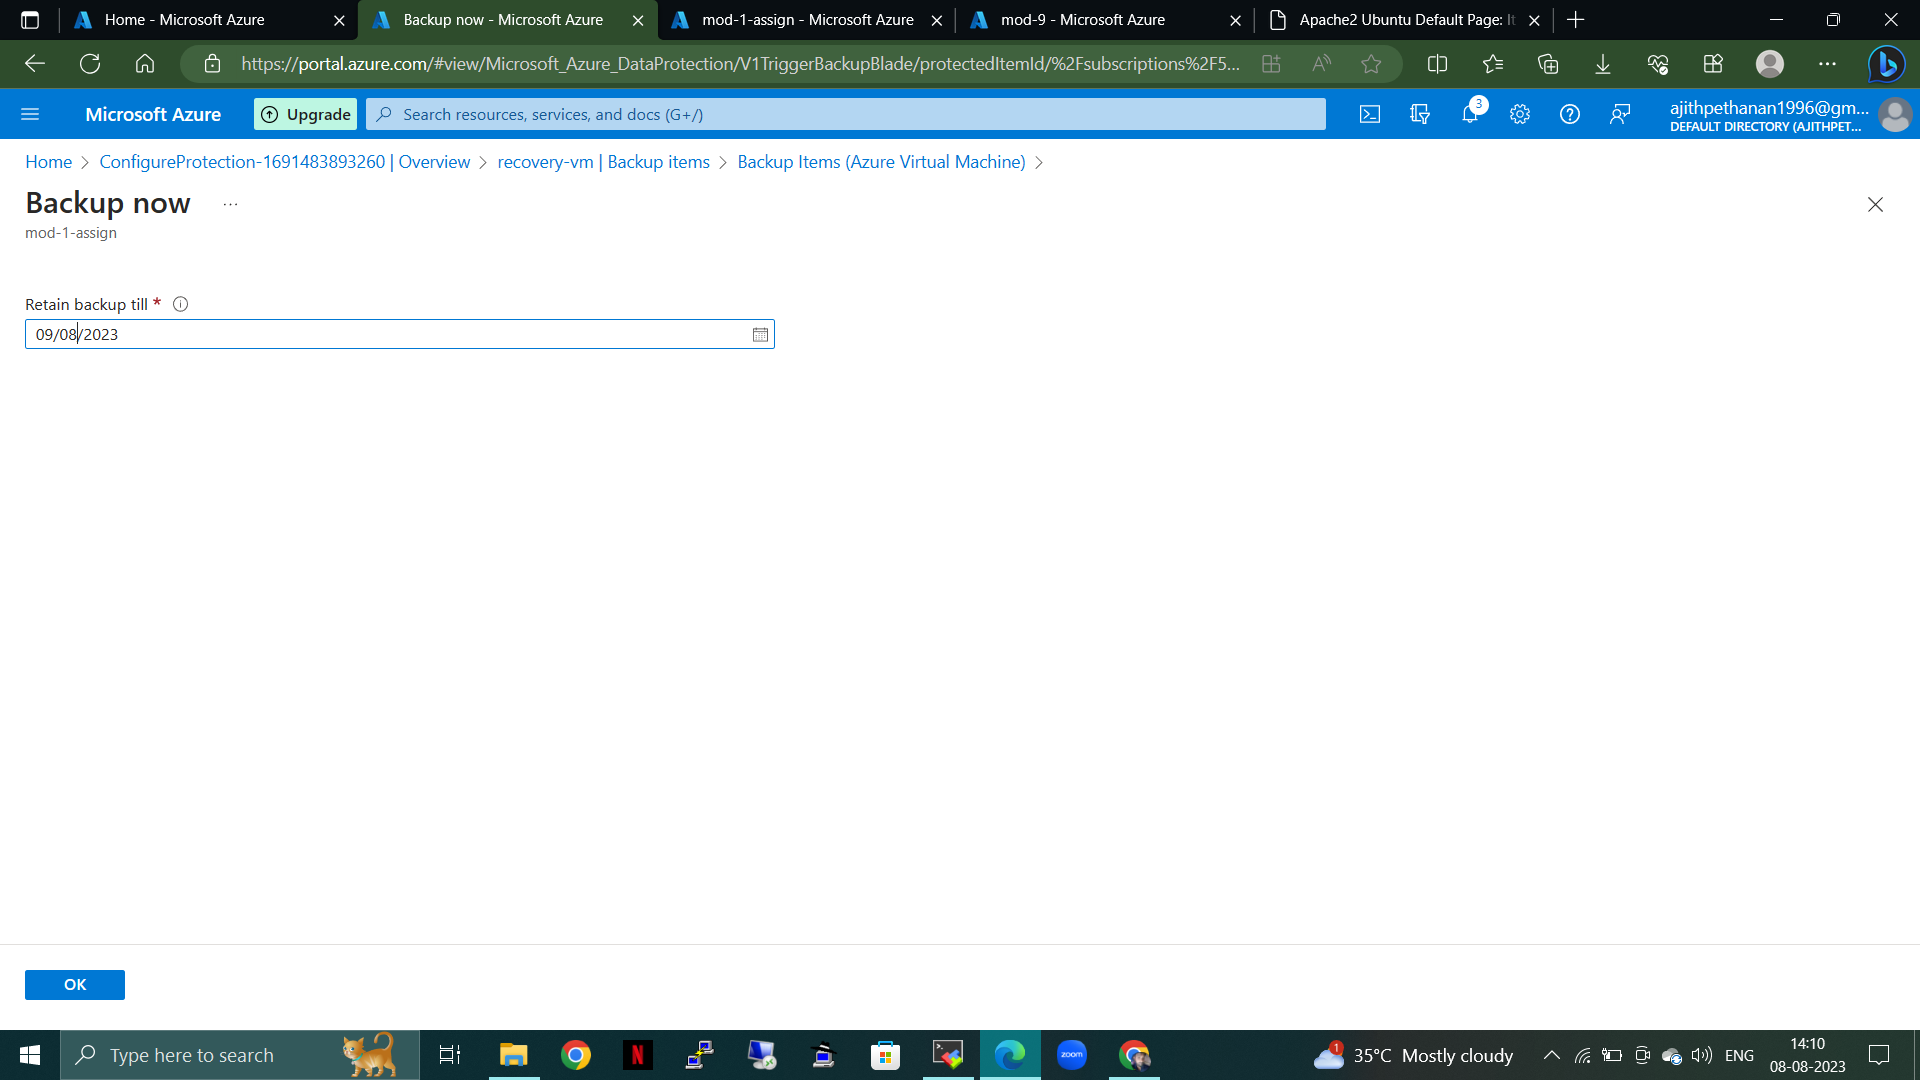 Home - Microsoft Azure
Backup now - Microsoft Azure
mod-1-assign - Microsoft Azure
mod-9 - Microsoft Azure
Apache2 Ubuntu Default Page: It
https://portal.azure.com/#view/Microsoft_Azure_DataProtection/V1TriggerBackupBlade/protectedItemId/%2Fsubscriptions%2F5...
Microsoft Azure
Upgrade
Search resources, services, and docs (G+/)
3
ajithpethanan1996@gm...
DEFAULT DIRECTORY (AJITHPET...
Home > ConfigureProtection-1691483893260 | Overview > recovery-vm | Backup items > Backup Items (Azure Virtual Machine) >
Backup now ...
mod-1-assign
Retain backup till *
09/08/2023
OK
Type here to search
N
zoom
1
35°C Mostly cloudy
ENG
14:10
08-08-2023